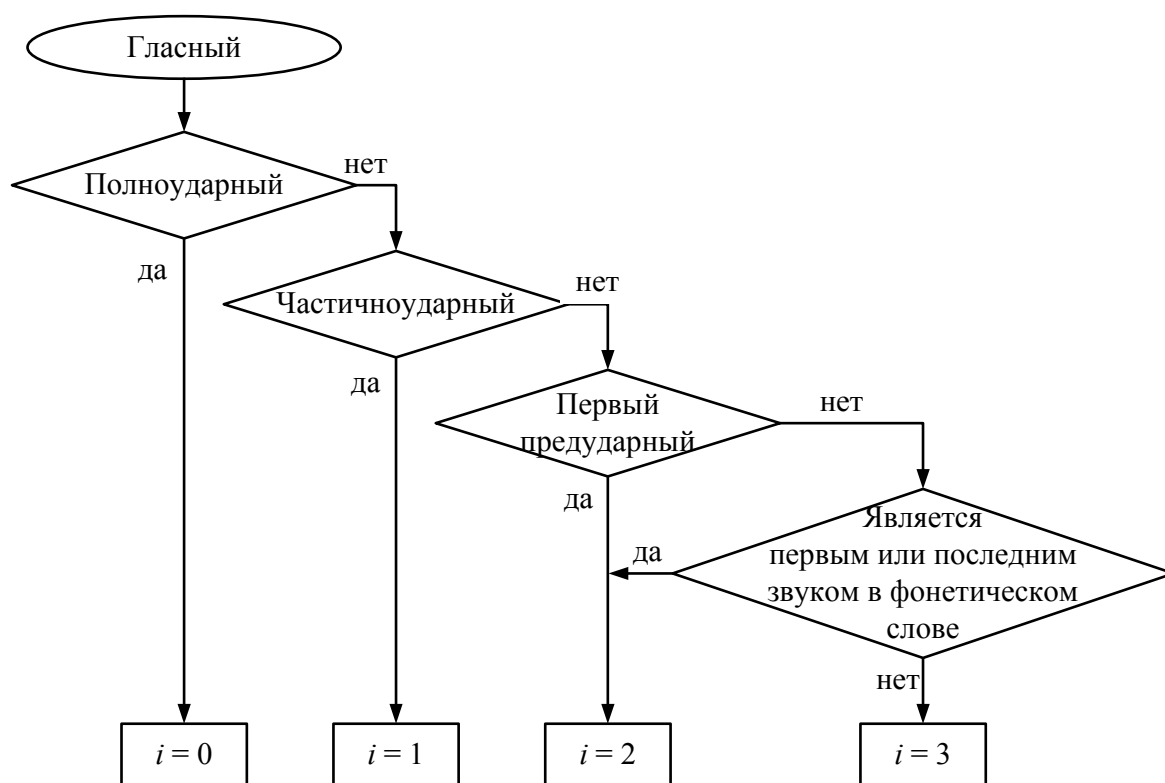 Гласный
Полноударный
нет
да
Частичноударный
нет
да
Первый
предударный
нет
да
Является
первым или последним
звуком в фонетическом
слове
да
нет
i = 0
i = 1
i = 2
i = 3